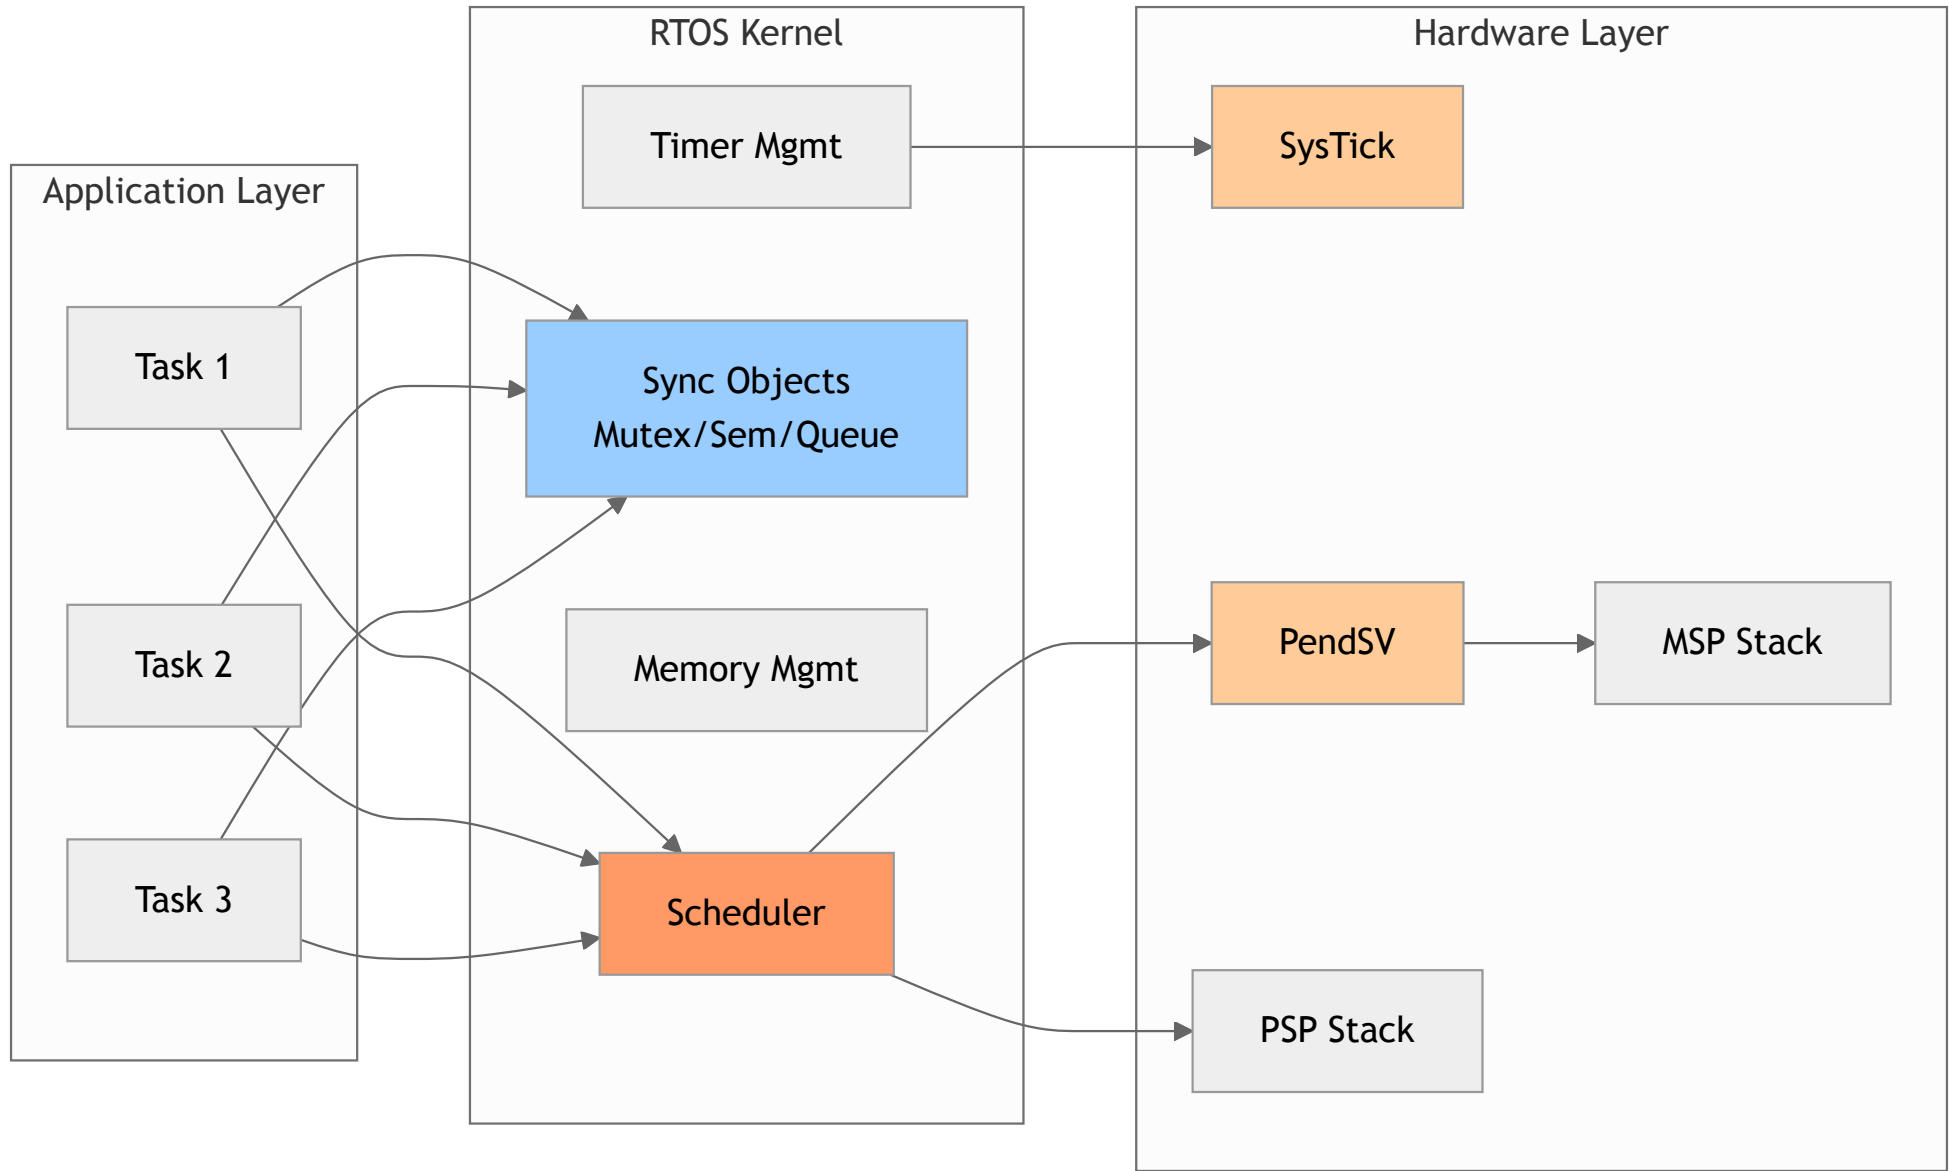 Application Layer
Task 1
Task 2
Task 3
RTOS Kernel
Timer Mgmt
Sync Objects
Mutex/Sem/Queue
Memory Mgmt
Scheduler
Hardware Layer
SysTick
PendSV
MSP Stack
PSP Stack